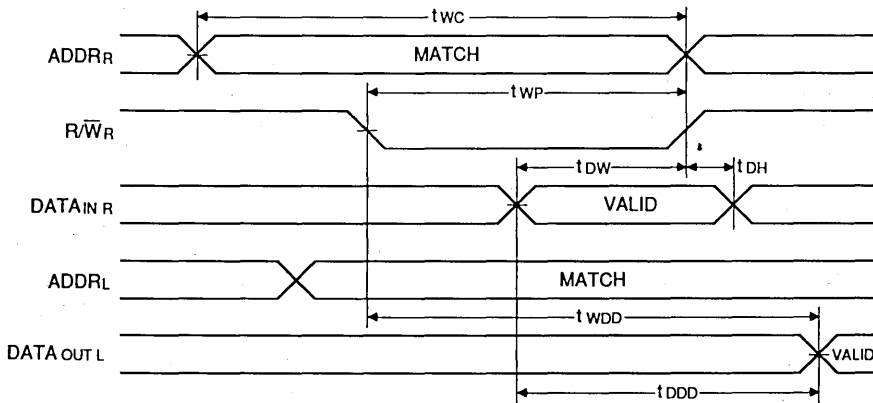 tWC
ADDRR MATCH
tWP
R/W̅R
tDW tDH
DATAIN R VALID
ADDRL MATCH
tWDD
DATAOUT L VALID
tDDD